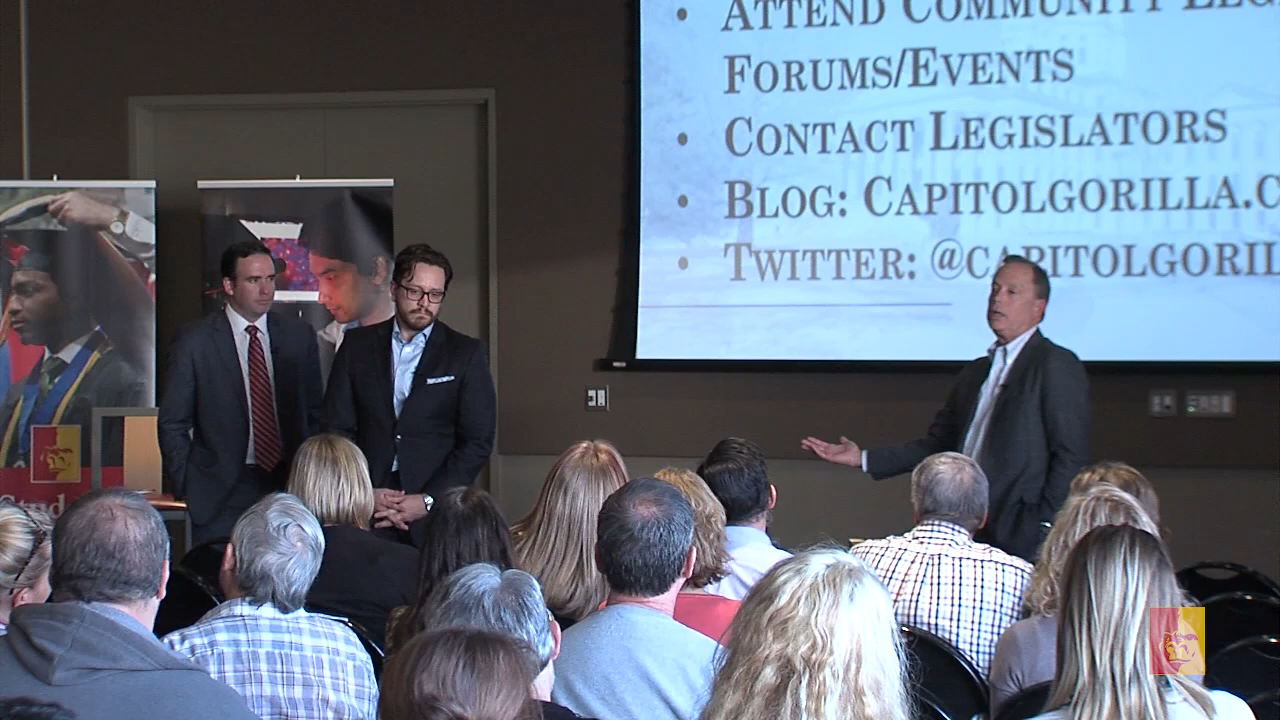 • ATTEND COMMUNITY
FORUMS/EVENTS
• CONTACT LEGISLATORS
• BLOG: CAPITOLGORILLA.C
• TWITTER: @CAPITOLGORIL